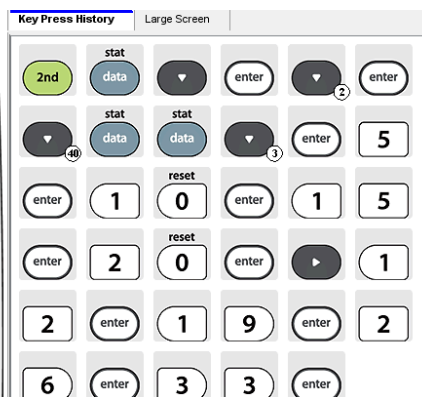 Key Press History Large Screen
stat
2nd data enter enter
2
stat stat
data data enter 5
40 3
reset
enter 1 0 enter 1 5
reset
enter 2 0 enter 1
2 enter 1 9 enter 2
6 enter 3 3 enter